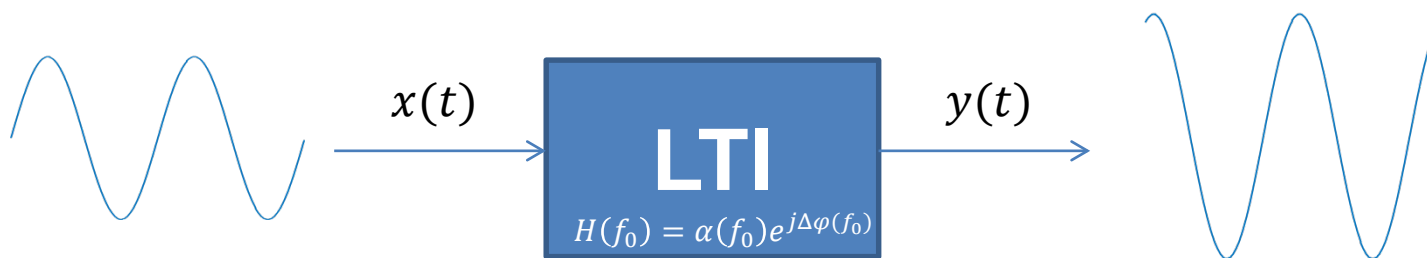 x(t)
LTI
H(f₀) = α(f₀)e^{jΔφ(f₀)}
y(t)